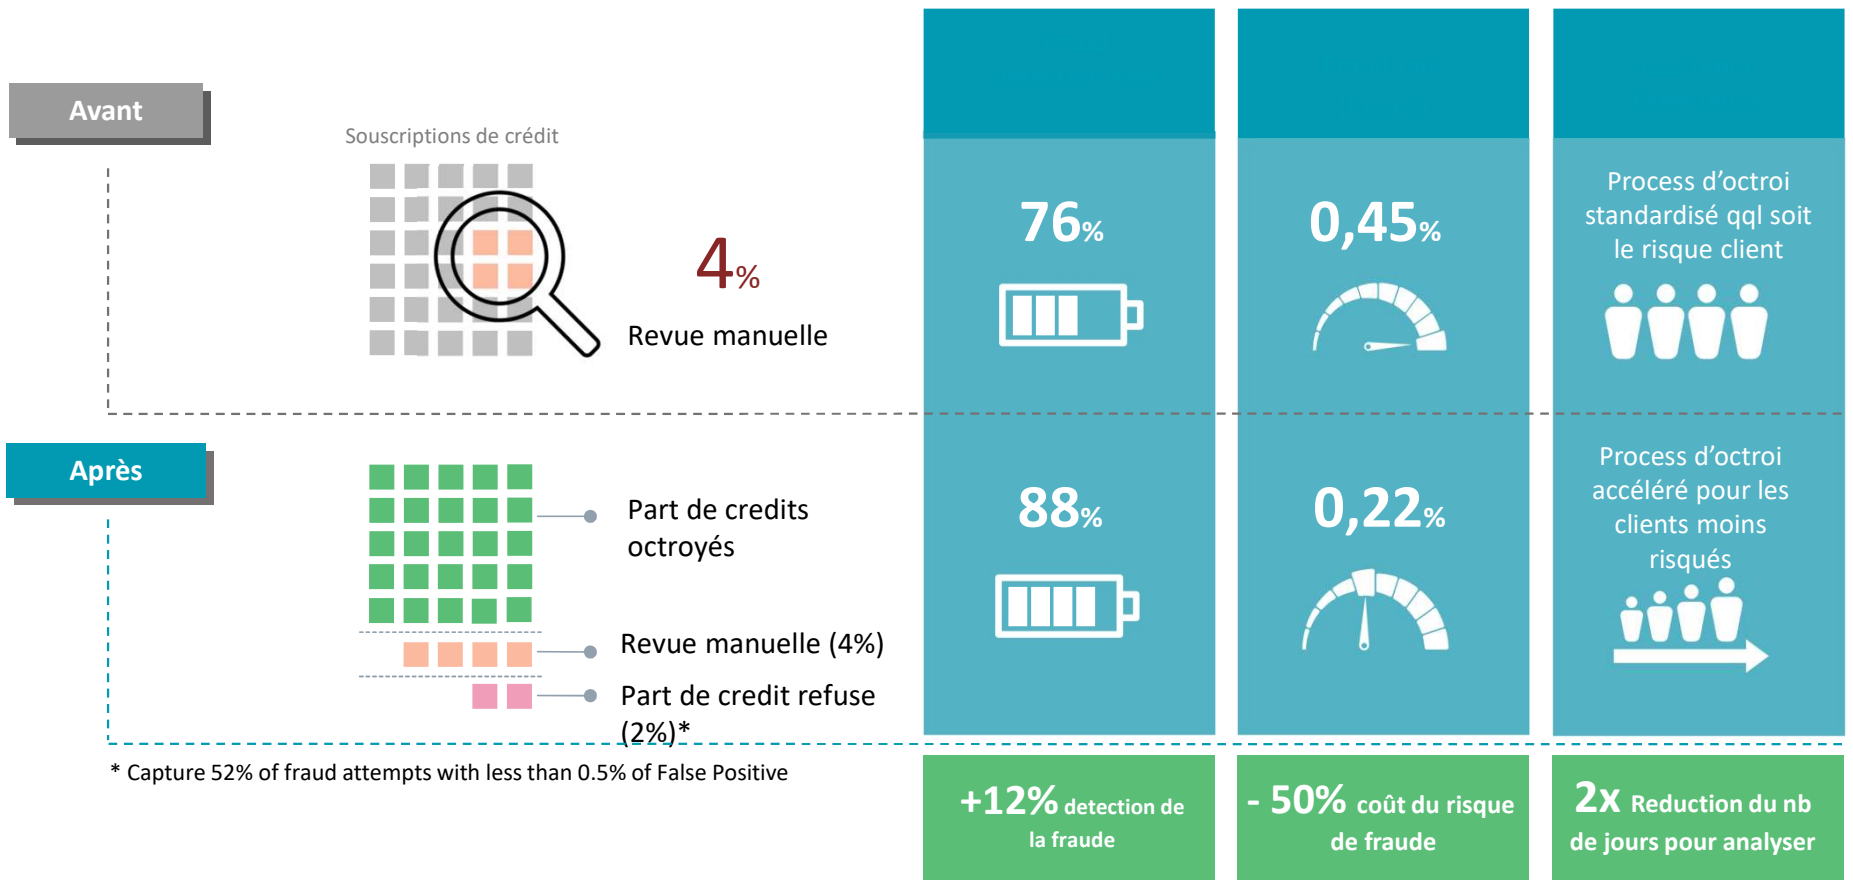 Avant
Souscriptions de crédit
4%
Revue manuelle
76%
0,45%
Process d’octroi
standardisé qql soit
le risque client
Après
Part de credits
octroyés
Revue manuelle (4%)
Part de credit refuse
(2%)*
88%
0,22%
Process d’octroi
accéléré pour les
clients moins
risqués
* Capture 52% of fraud attempts with less than 0.5% of False Positive
+12% detection de
la fraude
- 50% coût du risque
de fraude
2x Reduction du nb
de jours pour analyser